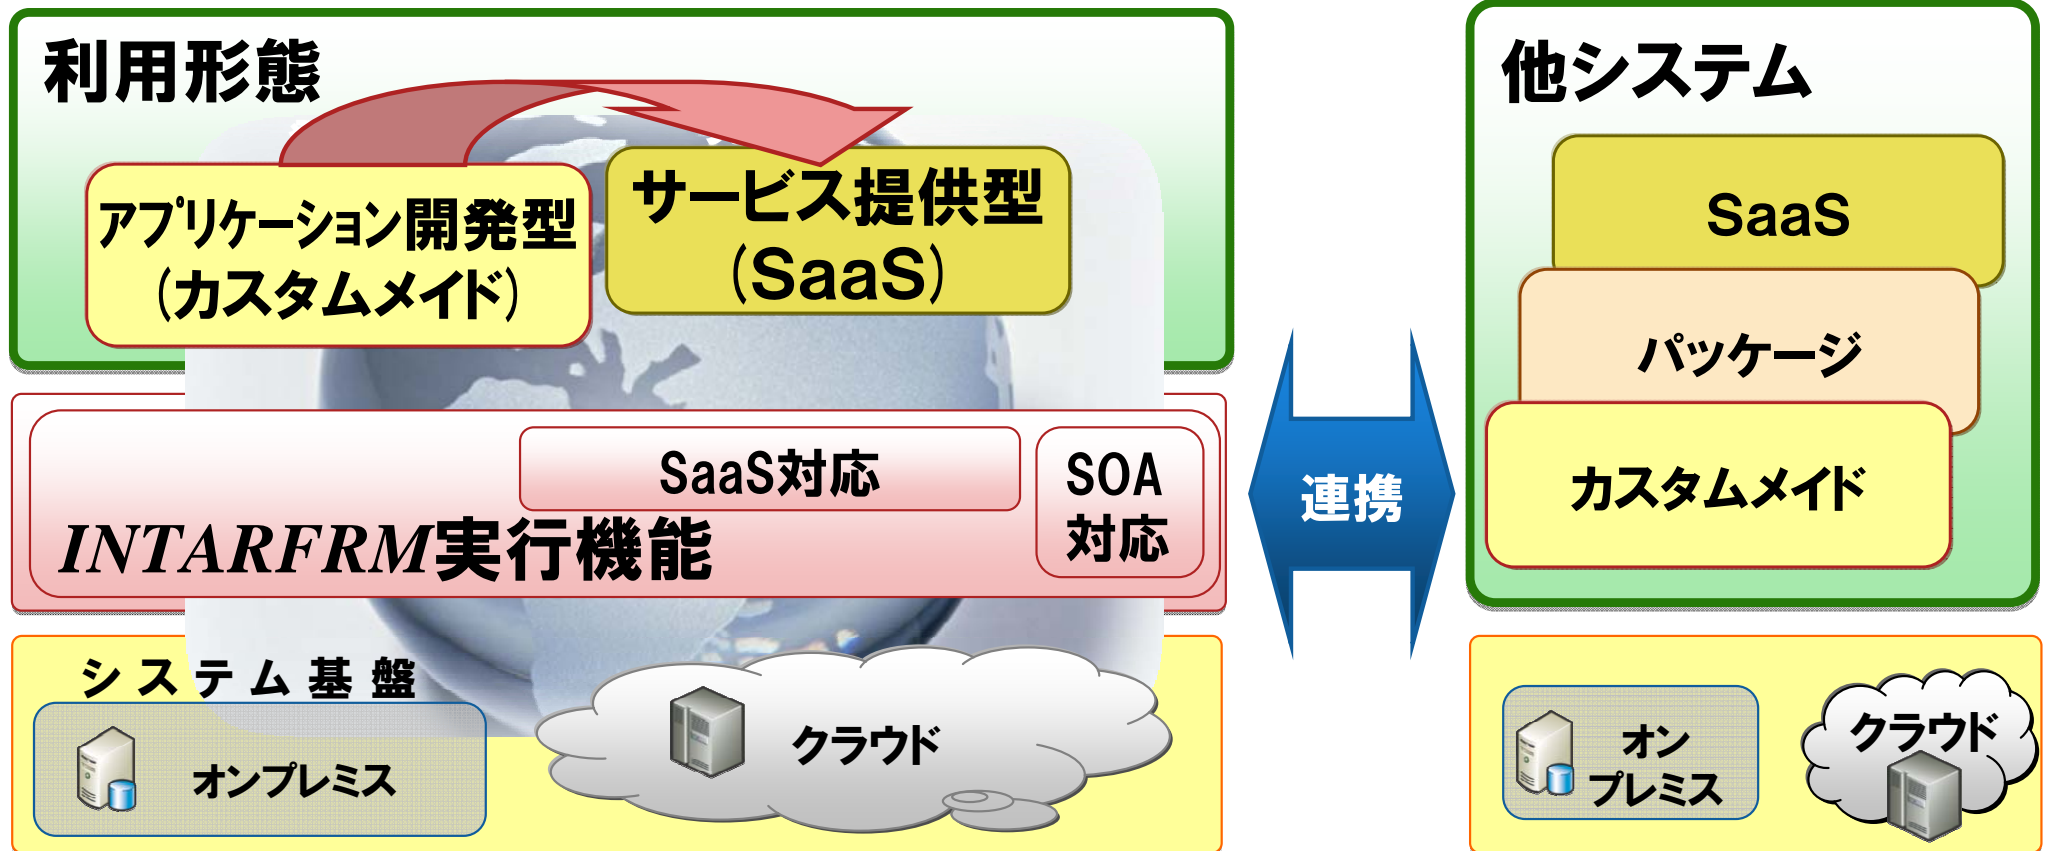 利用形態
アプリケーション開発型
(カスタムメイド)
サービス提供型
(SaaS)
SaaS対応
SOA
対応
INTARFRM実行機能
システム基盤
オンプレミス
クラウド
連携
他システム
SaaS
パッケージ
カスタムメイド
オン
プレミス
クラウド